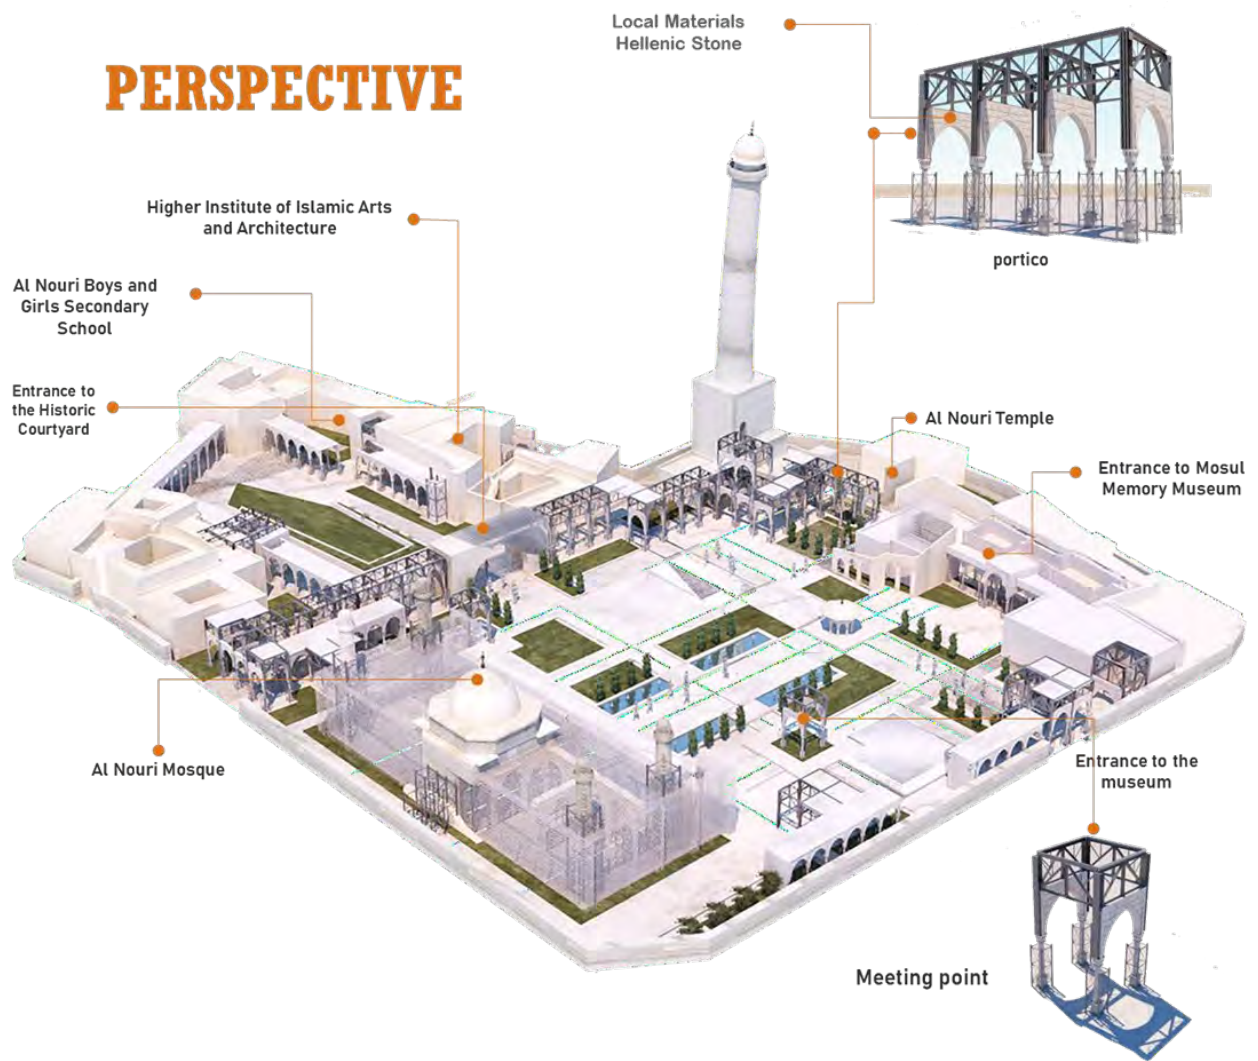 Local Materials
Hellenic Stone
PERSPECTIVE
Higher Institute of Islamic Arts
and Architecture
portico
Al Nouri Boys and
Girls Secondary
School
Entrance to
the Historic
Courtyard
Al Nouri Temple
Entrance to Mosul
Memory Museum
Al Nouri Mosque
Entrance to the
museum
Meeting point